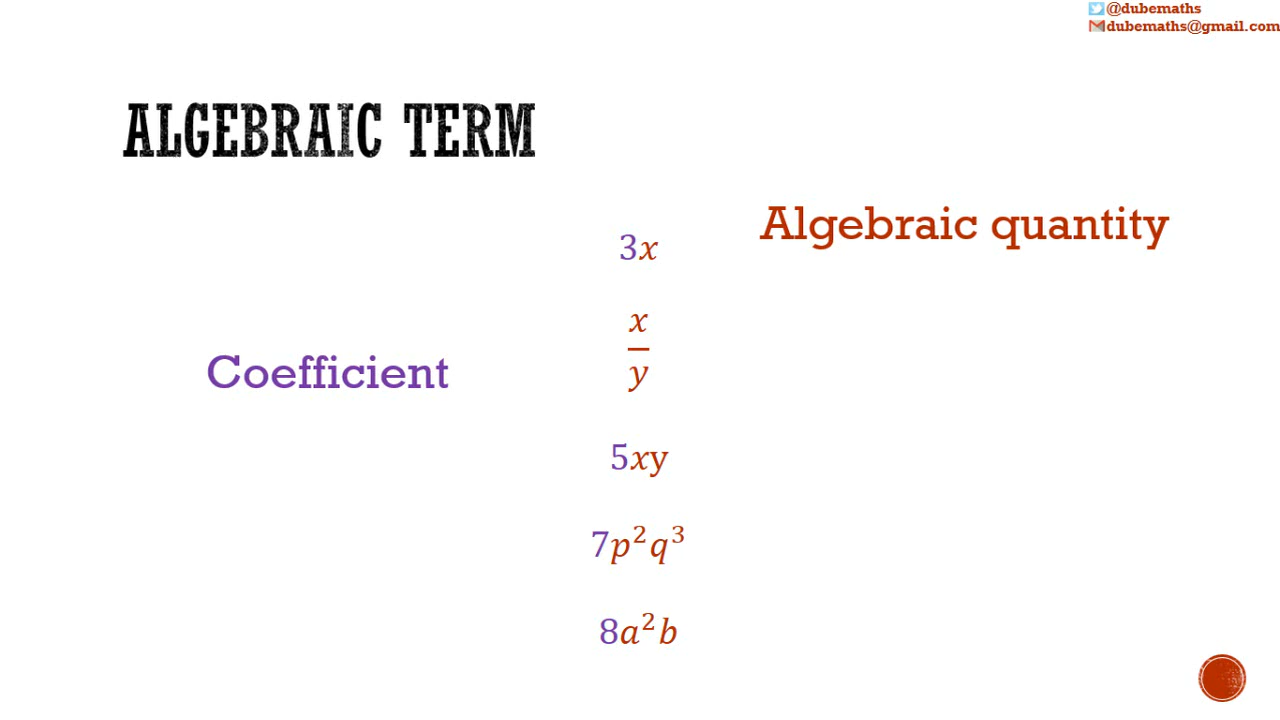 @dubemaths
dubemaths@gmail.com
ALGEBRAIC TERM
Algebraic quantity
3x
x
y
Coefficient
5xy
7p²q³
8a²b